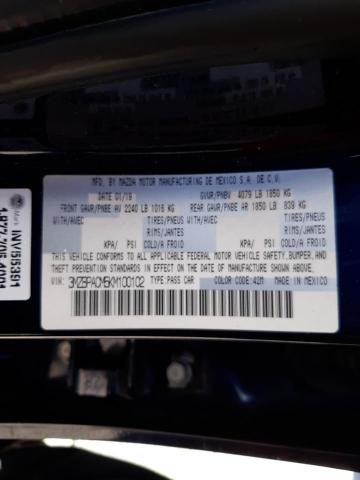 MFD. BY MAZDA MOTOR MANUFACTURING DE MEXICO S.A. DE C.V.
DATE 01/19 GVWR/PNBV 4079 LB 1850 KG
FRONT GAWR/PNBE AV 2240 LB 1016 KG REAR GAWR/PNBE AR 1850 LB 839 KG
WITH/AVEC TIRES/PNEUS WITH/AVEC TIRES/PNEUS
RIMS/JANTES RIMS/JANTES
KPA/ PSI COLD/A FROID KPA/ PSI COLD/A FROID
THIS VEHICLE CONFORMS TO ALL APPLICABLE FEDERAL MOTOR VEHICLE SAFETY, BUMPER, AND
THEFT PREVENTION STANDARDS IN EFFECT ON THE DATE OF MANUFACTURE SHOWN ABOVE.
VIN: 3MZBPACM5KM100102 TYPE PASS CAR COLOR CODE: 42M MADE IN MEXICO
Mark
INVY55391